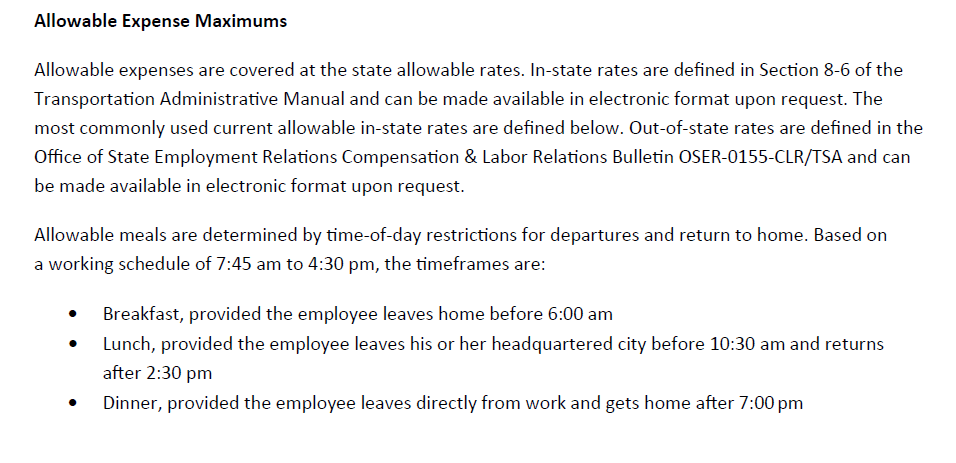 Allowable Expense Maximums
Allowable expenses are covered at the state allowable rates. In-state rates are defined in Section 8-6 of the
Transportation Administrative Manual and can be made available in electronic format upon request. The
most commonly used current allowable in-state rates are defined below. Out-of-state rates are defined in the
Office of State Employment Relations Compensation & Labor Relations Bulletin OSER-0155-CLR/TSA and can
be made available in electronic format upon request.
Allowable meals are determined by time-of-day restrictions for departures and return to home. Based on
a working schedule of 7:45 am to 4:30 pm, the timeframes are:
• Breakfast, provided the employee leaves home before 6:00 am
• Lunch, provided the employee leaves his or her headquartered city before 10:30 am and returns
after 2:30 pm
• Dinner, provided the employee leaves directly from work and gets home after 7:00 pm